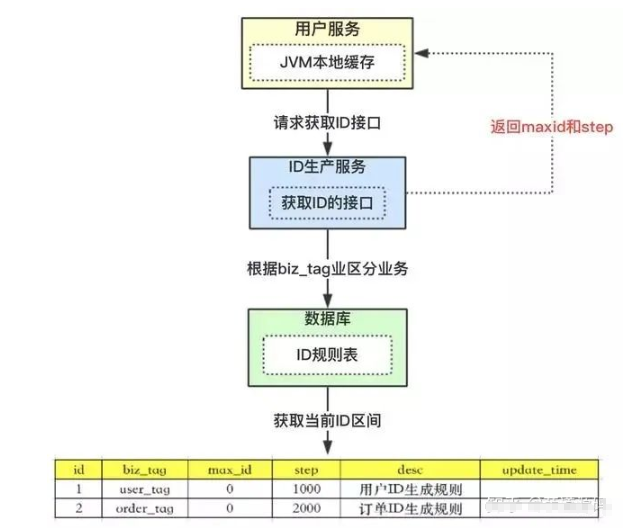 用户服务
JVM本地缓存
请求获取ID接口
返回maxid和step
ID生产服务
获取ID的接口
根据biz_tag业区分业务
数据库
ID规则表
获取当前ID区间
id biz_tag max_id step desc update_time
1 user_tag 0 1000 用户ID生成规则
2 order_tag 0 2000 订单ID生成规则